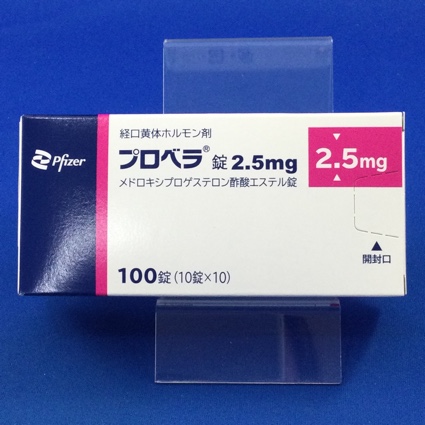 Pfizer
経口黄体ホルモン剤
プロベラ®錠2.5mg
メドロキシプロゲステロン酢酸エステル錠
100錠(10錠×10)
2.5mg
開封口